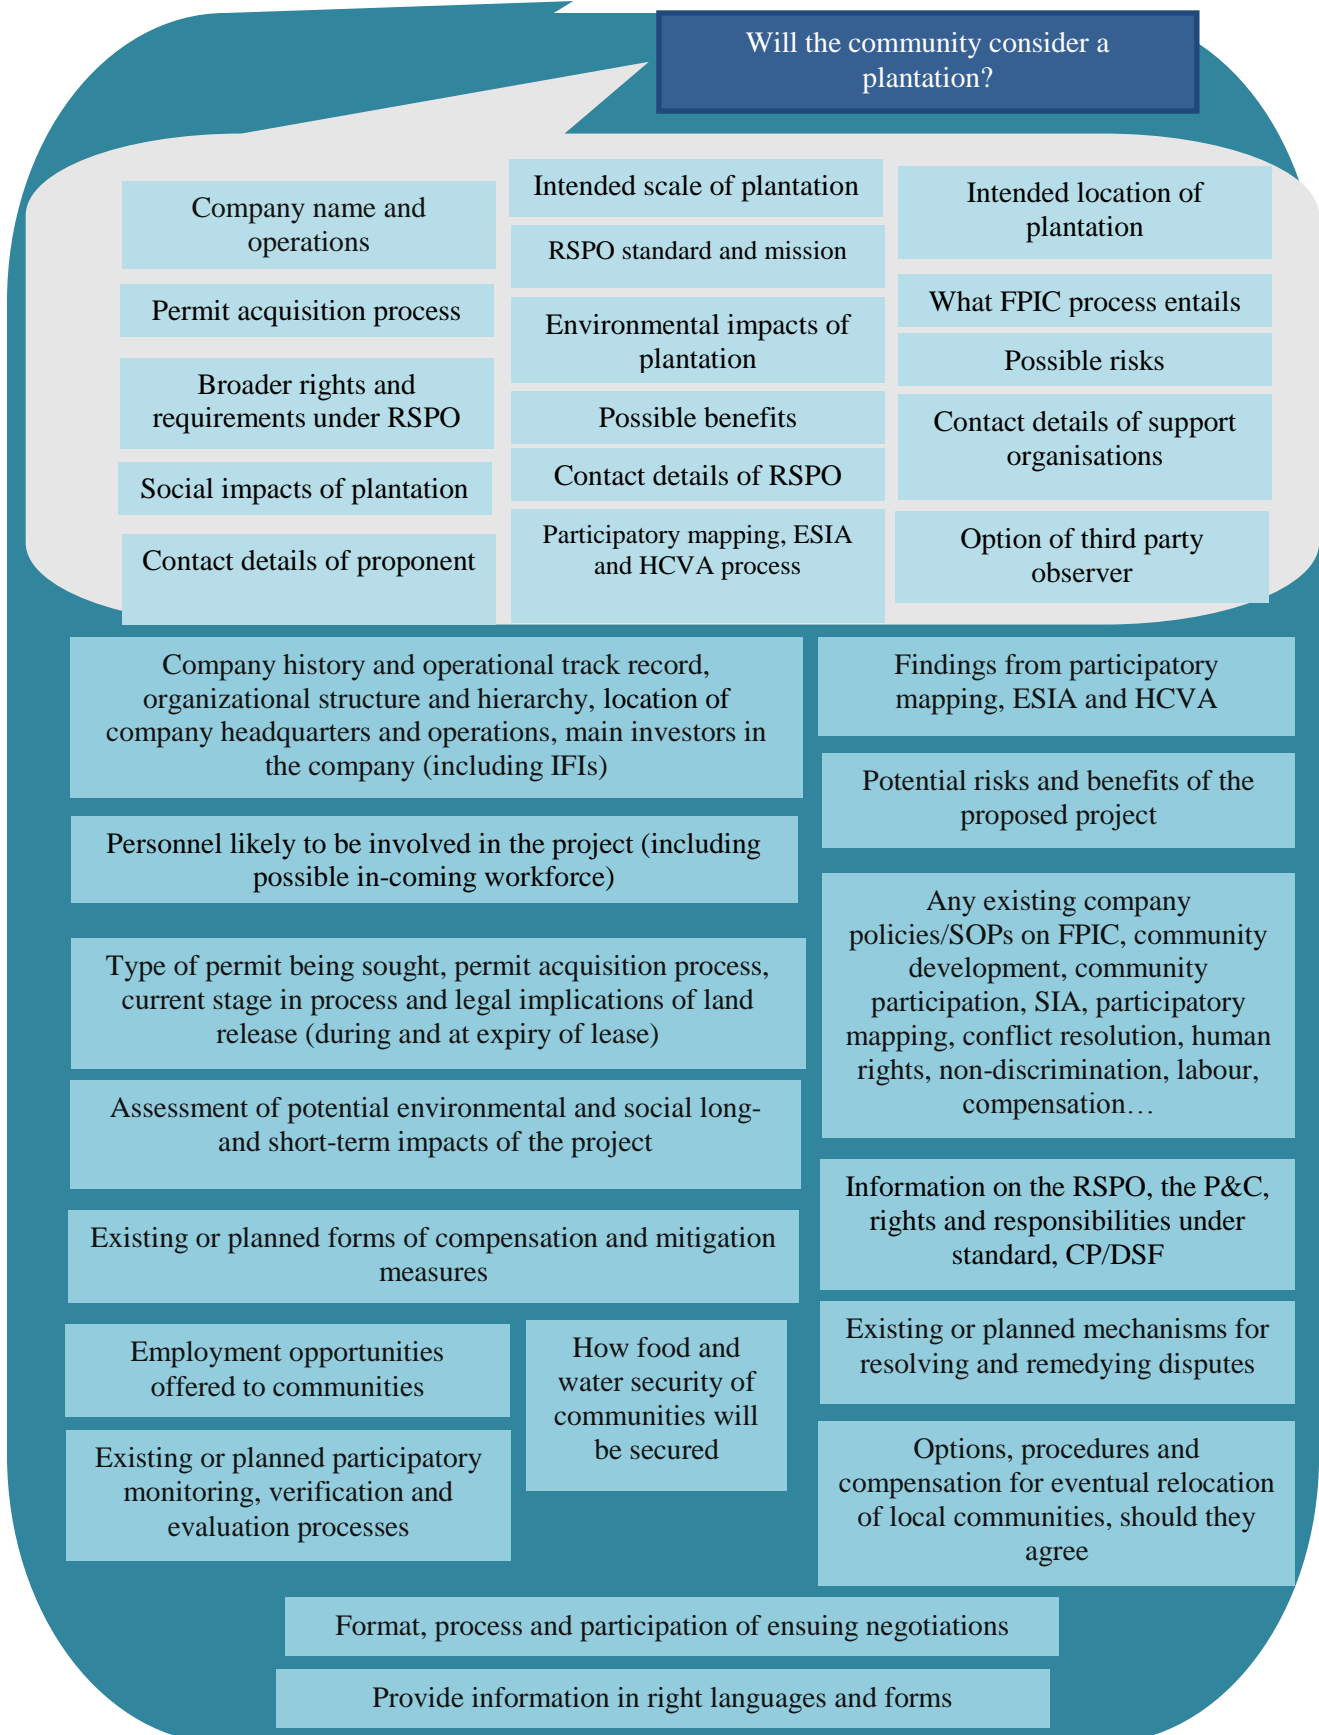 Will the community consider a
plantation?
Company name and
operations
Permit acquisition process
Broader rights and
requirements under RSPO
Social impacts of plantation
Contact details of proponent
Intended scale of plantation
RSPO standard and mission
Environmental impacts of
plantation
Possible benefits
Contact details of RSPO
Participatory mapping, ESIA
and HCVA process
Intended location of
plantation
What FPIC process entails
Possible risks
Contact details of support
organisations
Option of third party
observer
Company history and operational track record,
organizational structure and hierarchy, location of
company headquarters and operations, main investors in
the company (including IFIs)
Personnel likely to be involved in the project (including
possible in-coming workforce)
Type of permit being sought, permit acquisition process,
current stage in process and legal implications of land
release (during and at expiry of lease)
Assessment of potential environmental and social long-
and short-term impacts of the project
Existing or planned forms of compensation and mitigation
measures
Employment opportunities
offered to communities
Existing or planned participatory
monitoring, verification and
evaluation processes
How food and
water security of
communities will
be secured
Findings from participatory
mapping, ESIA and HCVA
Potential risks and benefits of the
proposed project
Any existing company
policies/SOPs on FPIC, community
development, community
participation, SIA, participatory
mapping, conflict resolution, human
rights, non-discrimination, labour,
compensation…
Information on the RSPO, the P&C,
rights and responsibilities under
standard, CP/DSF
Existing or planned mechanisms for
resolving and remedying disputes
Options, procedures and
compensation for eventual relocation
of local communities, should they
agree
Format, process and participation of ensuing negotiations
Provide information in right languages and forms